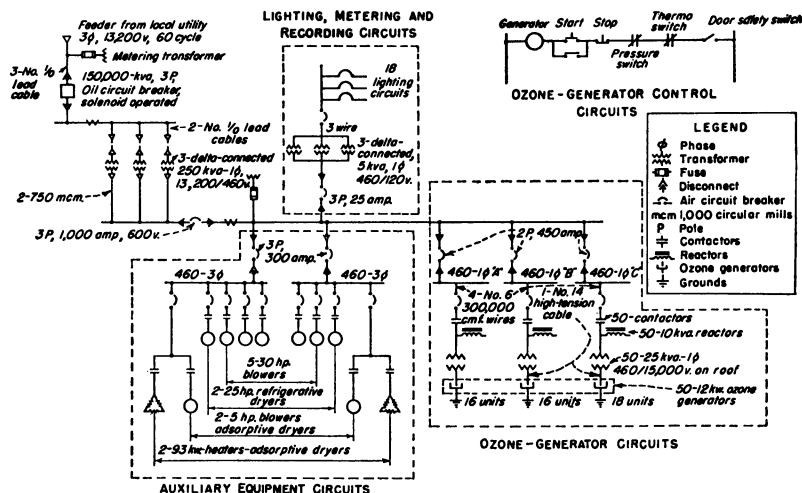 Feeder from local utility
3ϕ, 13,200v, 60 cycle
Metering transformer
3-No. 1/0
lead
cable
150,000-kva, 3P,
Oil circuit breaker,
solenoid operated
2-No. 1/0 lead
cables
3-delta-connected
250 kva-1ϕ,
13,200/460v.
2-750 mcm.
3P, 1,000 amp, 600v.
LIGHTING, METERING AND
RECORDING CIRCUITS
18
lighting
circuits
3 wire
3-delta-
connected,
5kva, 1ϕ
460/120v.
3P, 25 amp.
Generator
Start
Stop
Thermo
switch
Door safety switch
Pressure
switch
OZONE-GENERATOR CONTROL
CIRCUITS
LEGEND
ϕ Phase
Transformer
Fuse
Disconnect
Air circuit breaker
mcm 1,000 circular mills
P Pole
Contactors
Reactors
Ozone generators
Grounds
3P,
300 amp.
460-3ϕ
460-3ϕ
5-30 hp.
blowers
2-25 hp. refrigerative
dryers
2-5 hp. blowers
adsorptive dryers
2-93 kw. heaters-adsorptive dryers
AUXILIARY EQUIPMENT CIRCUITS
2P, 450 amp.
460-1ϕ"A"
460-1ϕ"B"
460-1ϕ"C"
4-No. 6
300,000
cmf. wires
1-No. 14
high-tension
cable
50-contactors
50-10 kva. reactors
50-25 kva.-1ϕ
460/15,000 v. on roof
50-12 kw. ozone
generators
16 units
16 units
18 units
OZONE-GENERATOR CIRCUITS